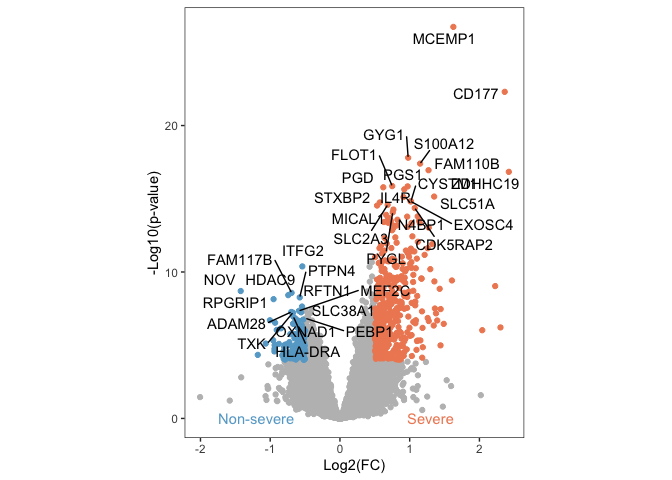 MCEMP1
CD177
20
GYG1
S100A12
FLOT1
FAM110B
PGD
PGS1
CYSTM1
ZDHHC19
STXBP2
IL4R
SLC51A
MICAL1
N4BP1
EXOSC4
SLC2A3
CDK5RAP2
ITFG2
PYGL
FAM117B
PTPN4
-10
NOV
HDAC9
RFTN1
MEF2C
RPGRIP1
SLC38A1
ADAM28
OXNAD1
PEBP1
TXK
HLA-DRA
-Log10(p-value)
0
Non-severe
Severe
-2
-1
0
1
2
Log2(FC)